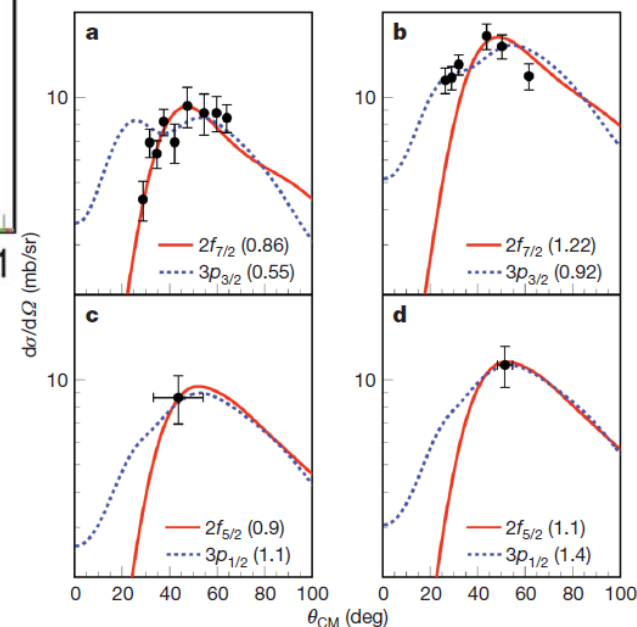 a
10
2f7/2 (0.86)
3p3/2 (0.55)
b
10
2f7/2 (1.22)
3p3/2 (0.92)
1
dσ/dΩ (mb/sr)
c
10
2f5/2 (0.9)
3p1/2 (1.1)
0 20 40 60 80 100
d
10
2f5/2 (1.1)
3p1/2 (1.4)
0 20 40 60 80 100
θCM (deg)